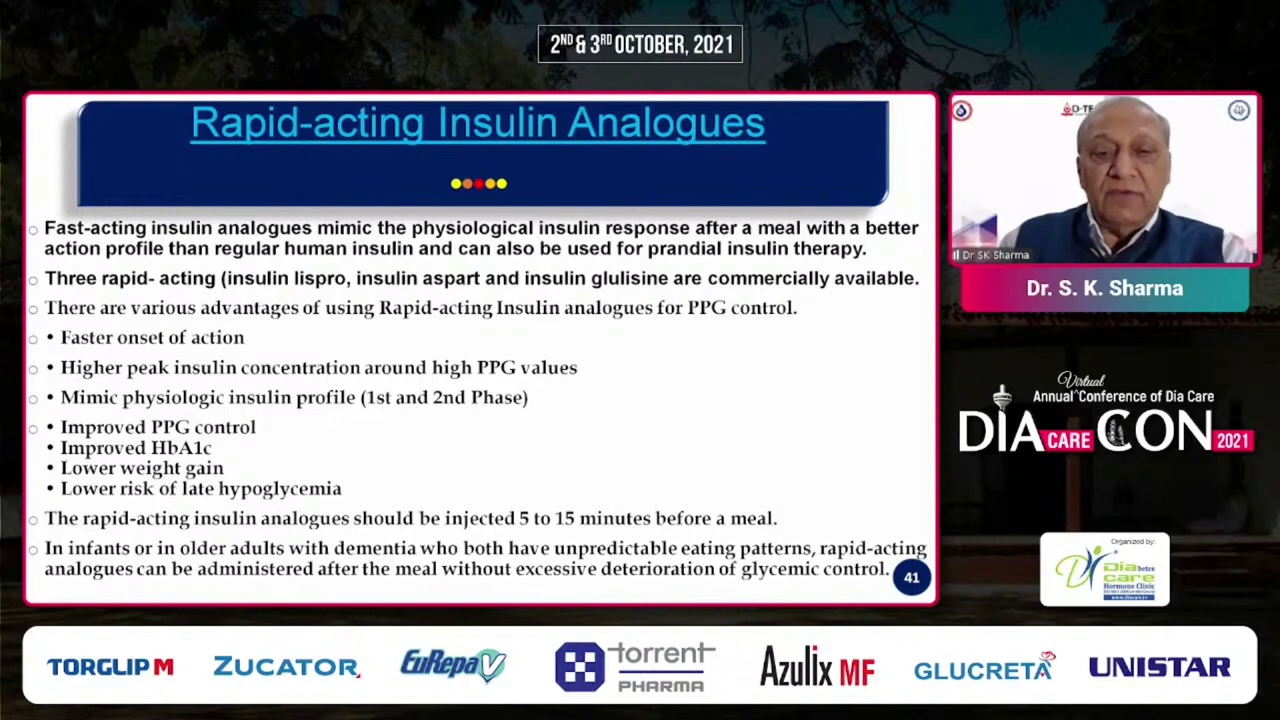 2ND & 3RD OCTOBER, 2021
Rapid-acting Insulin Analogues
Fast-acting insulin analogues mimic the physiological insulin response after a meal with a better
action profile than regular human insulin and can also be used for prandial insulin therapy.
Three rapid- acting (insulin lispro, insulin aspart and insulin glulisine are commercially available.
There are various advantages of using Rapid-acting Insulin analogues for PPG control.
• Faster onset of action
• Higher peak insulin concentration around high PPG values
• Mimic physiologic insulin profile (1st and 2nd Phase)
• Improved PPG control
• Improved HbA1c
• Lower weight gain
• Lower risk of late hypoglycemia
The rapid-acting insulin analogues should be injected 5 to 15 minutes before a meal.
In infants or in older adults with dementia who both have unpredictable eating patterns, rapid-acting
analogues can be administered after the meal without excessive deterioration of glycemic control.
41
Dr SK Sharma
Dr. S. K. Sharma
Virtual
Annual Conference of Dia Care
DIA CARE CON 2021
Organized by:
Diabetes
care
Hormone Clinic
TORGLIP M
ZUCATOR
EuRepa V
torrent
PHARMA
Azulix MF
GLUCRETA
UNISTAR